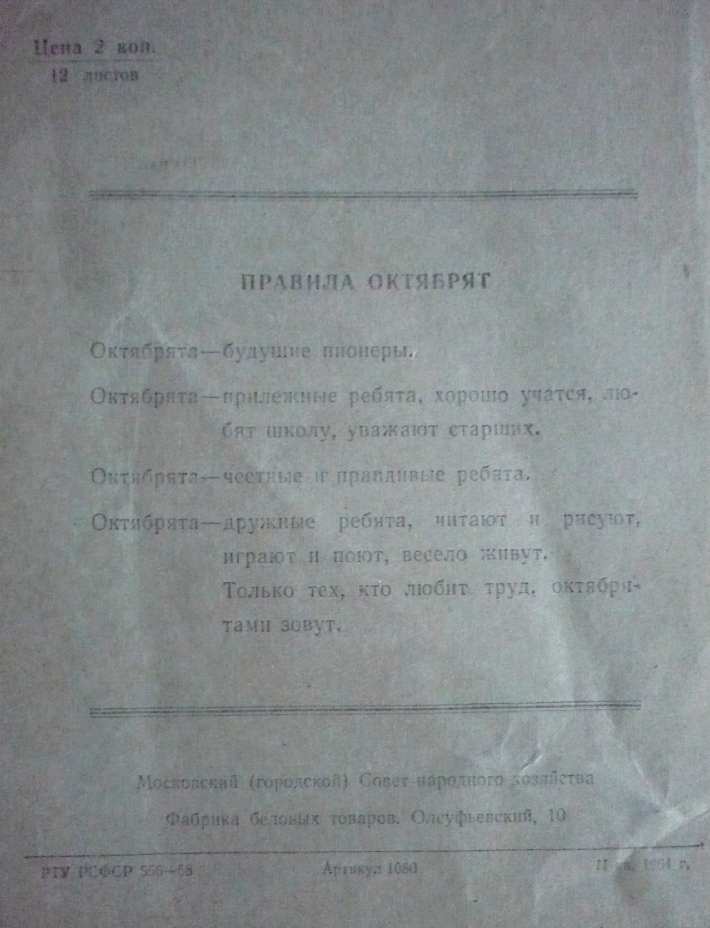 Цена 2 коп.
12 листов
ПРАВИЛА ОКТЯБРЯТ
Октябрята—будущие пионеры.
Октябрята—прилежные ребята, хорошо учатся, лю-
бят школу, уважают старших.
Октябрята—честные и правдивые ребята.
Октябрята—дружные ребята, читают и рисуют,
играют и поют, весело живут.
Только тех, кто любит труд, октября-
тами зовут.
Московский (городской) Совет народного хозяйства
Фабрика беловых товаров. Олсуфьевский, 10
РТУ РСФСР 556—58
Артикул 1080
1964 г.